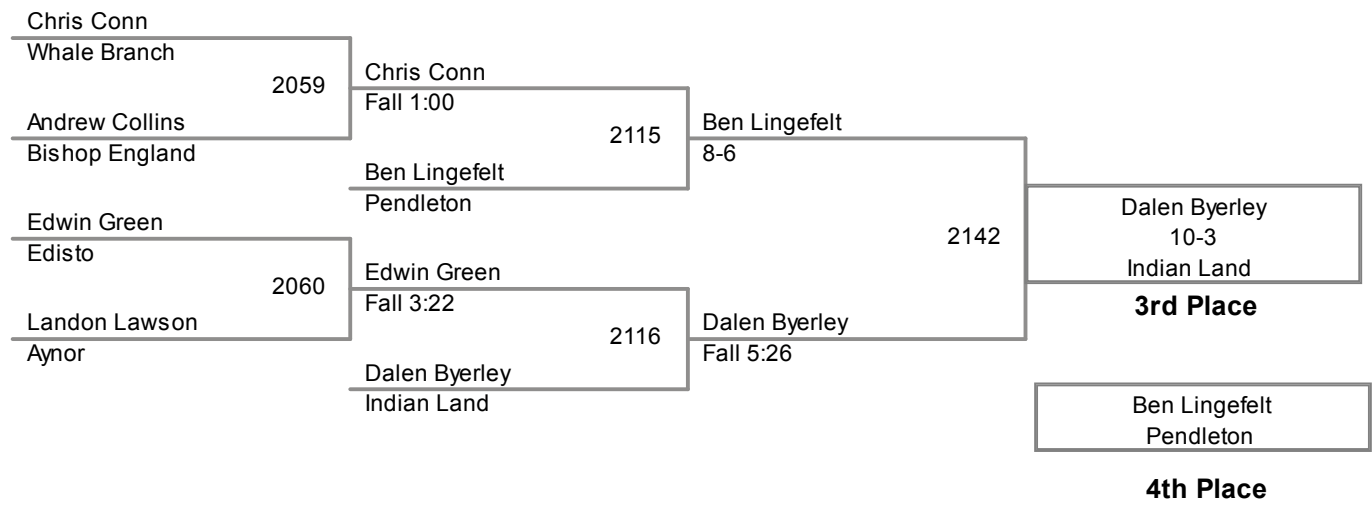 Chris Conn
Whale Branch
2059
Andrew Collins
Bishop England
Edwin Green
Edisto
2060
Landon Lawson
Aynor
Chris Conn
Fall 1:00
2115
Ben Lingefelt
Pendleton
Edwin Green
Fall 3:22
2116
Dalen Byerley
Indian Land
Ben Lingefelt
8-6
2142
Dalen Byerley
Fall 5:26
Dalen Byerley
10-3
Indian Land
3rd Place
Ben Lingefelt
Pendleton
4th Place